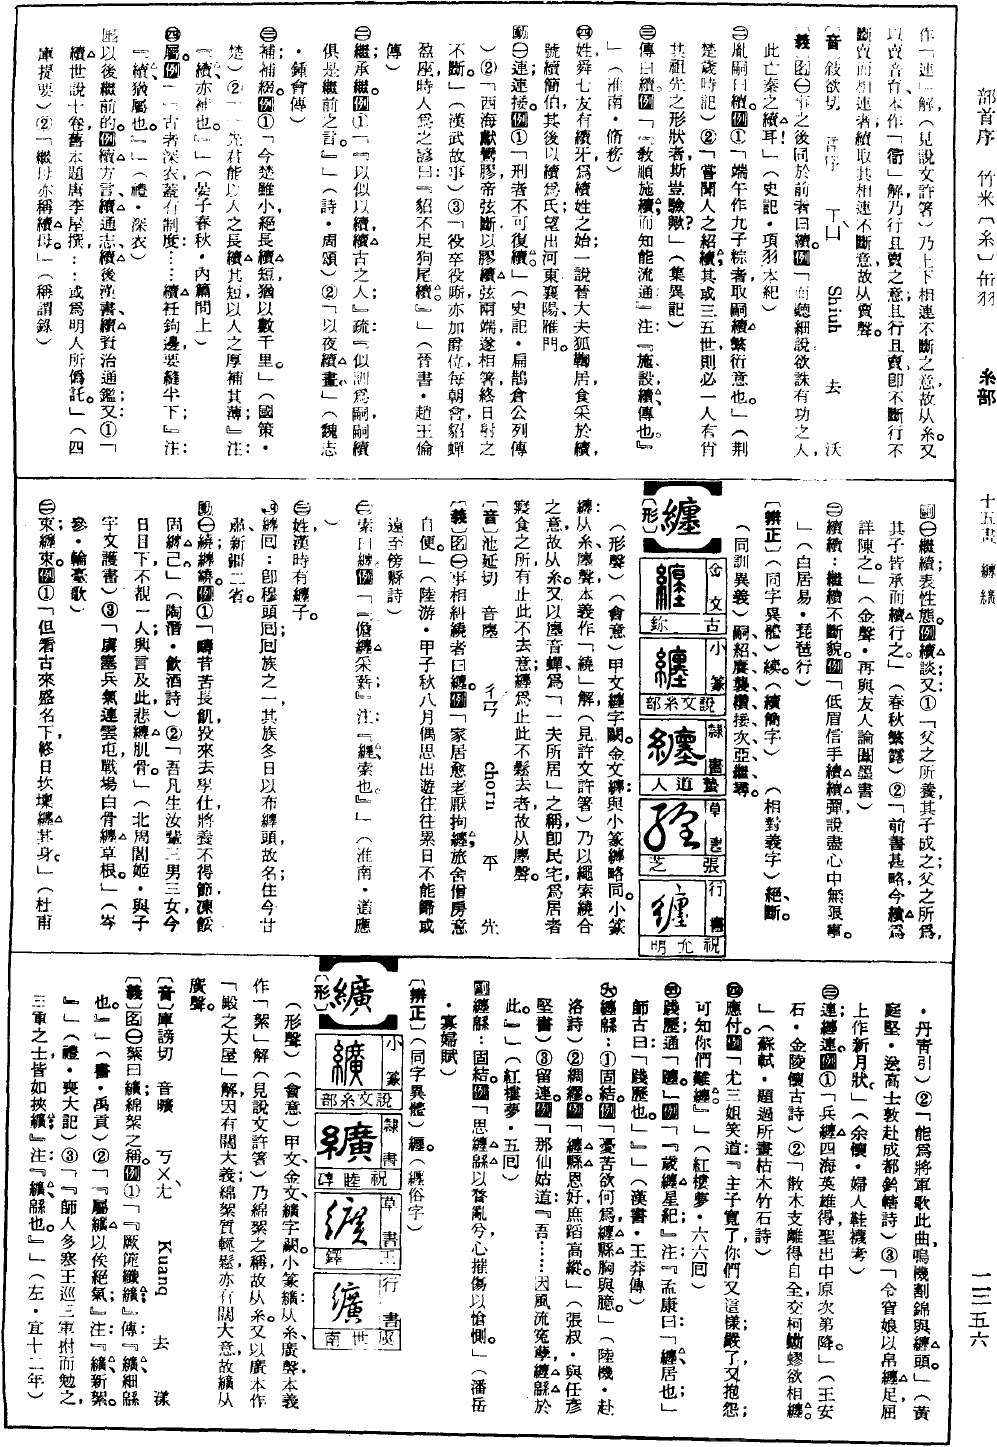 部首序　竹米〔糸〕缶羽　糸部　十五畫　纏纊　一三五六
作「連」解（見說文許箸）乃上下相連不斷之意故从糸。又
以賣音育本作「衙」解乃行且賣之意；且行且賣卽不斷行不
斷賣而相連者續取其相連不斷意故从賣聲。
〔音〕敍欲切　音序　ㄒㄩ　Shiuh　去　沃
〔義〕名㊀事之後同於前者曰續。例「而聽細說欲誅有功之人，
此亡秦之續耳」（史記・項羽本紀）
㊁胤嗣曰續。例①「端午作九子粽者取嗣續繁衍意也。」（荆
楚歲時記）②「嘗聞人之紹續其或三五世則必一人有肖
其祖先之形狀者斯豈驗歟？」（集異記）
㊂傳曰續。例「『敎順施續而知能流通』注：『施設續傳也。』
」（淮南・脩務）
㊃姓，舜七友有續牙爲續姓之始；一說晉大夫狐鞫居食采於續，
號續簡伯其後以續爲氏望出河東襄陽、雁門。
動㊀連；連接。例①「刑者不可復續。」（史記・扁鵲倉公列傳
）②「西海獻鸞膠帝弦斷以膠續弦兩端遂相箸終日射之
不斷。」（漢武故事）③「役卒役厮亦加爵位每朝會貂蟬
盈座時人爲之諺曰：『貂不足狗尾續。』」（晉書・趙王倫
傳）
㊁繼；承繼。例①「『以似以續續古之人。』疏：『似訓爲嗣嗣續
俱是繼前之言。』」（詩・周頌）②「以夜續晝。」（魏志
・鍾會傳）
㊂補；補綴。例①「今楚雖小絕長續短猶以數千里。」（國策・
楚）②「『先君能以人之長續其短以人之厚補其薄』注：
『續亦補也。』」（晏子春秋・內篇問上）
㊃屬。例「『古者深衣蓋有制度……續衽鉤邊要縫半下』注：
『續猶屬也。』」（禮・深衣）
形以後繼前的。例續方言續通志續後漢書續資治通鑑又①「
續世說十卷舊本題唐李垕撰……或爲明人所僞託。」（四
庫提要）②「繼母亦稱續母。」（稱謂錄）
副㊀繼續表性態。例續談又①「父之所養其子成之父之所爲，
其子皆承而續行之。」（春秋繁露）②「前書甚略今續爲
詳陳之。」（金聲・再與友人論闈墨書）
㊁續續：繼續不斷貌。例「低眉信手續續彈說盡心中無限事。
」（白居易・琵琶行）
〔辨正〕（同字異體）続（續簡字）　（相對義字）絕、斷。
（同訓異義）嗣、紹、賡、襲、纘、接、次、亞、繼、尋。
纏
〔形〕
金文　古鉥
小篆　說文糸部
隸書　螯道人
草書　張芝
行書　祝允明
（形聲）（會意）甲文纏字闕。金文纏：與小篆纏略同。小篆
纏从糸廛聲，本義作「繞」解（見許文許箸）乃以繩索繞合
之意故从糸。又以廛音蟬爲「一夫所居」之稱卽民宅爲居者
寢食之所有止此不去意纏爲止此不鬆去者故从廛聲。
〔音〕池延切　音廛　ㄔㄢ　chorn　平　先
〔義〕名㊀事相糾繞者曰纏。例「家居愈老厭拘纏旅舍僧房意
自便。」（陸游・甲子秋八月偶思出遊往往累日不能歸或
遠至傍縣詩）
㊁索曰纏。例「『儋纏采薪』注：『纏，索也。』」（淮南・道應
）
㊂姓，漢時有纏子。
㊃纏回：卽穆頭囘囘族之一其族冬日以布纏頭故名；住今甘
肅新疆二省。
動㊀繞；纏繞。例①「疇昔苦長飢投來去學仕將養不得節凍餒
固纏己。」（陶潛・飮酒詩）②「吾凡生汝輩三男三女今
日目下不覩一人興言及此悲纏肌骨。」（北周閻姬・與子
宇文護書）③「虜塞兵氣連雲屯戰場白骨纏草根。」（岑
參・輪臺歌）
㊁束；纏束。例①「但看古來盛名下終日坎壈纏其身。」（杜甫
・丹靑引）②「能爲將軍歌此曲嗚機割錦與纏頭。」（黃
庭堅・送高士敦赴成都鈐轄詩）③「令窅娘以帛纏足屈
上作新月狀。」（余懷・婦人鞋襪考）
㊂連纏；連。例①「兵纏四海英雄得聖出中原次第降。」（王安
石・金陵懷古詩）②「散木支離得自全交柯蚴蟉欲相纏。
」（蘇軾・題過所畫枯木竹石詩）
㊃應付。例「尤三姐笑道：『主子寬了你們又這樣嚴了又抱怨；
可知你們難纏。』」（紅樓夢・六六囘）
㊄踐歷通「躔」。例「『歲纏星紀』注：『孟康曰：「纏居也」
師古曰：「踐歷也。」』」（漢書・王莽傳）
㊅纏緜：①固結。例「憂苦欲何爲纏緜胸與臆。」（陸機・赴
洛詩）②綢繆。例「纏緜恩好庶蹈高縱。」（張叔・與任彥
堅書）③留連。例「那仙姑道：『吾……因風流冤孽纏緜於
此。』」（紅樓夢・五囘）
副纏緜：固結。例「思纏緜以瞀亂兮心摧傷以愴惻。」（潘岳
・寡婦賦）
〔辨正〕（同字異體）緾。（纏俗字）
纊
〔形〕
小篆　說文糸部
隸書　祝睦碑
草書　王鐸
行書　虞世南
（形聲）（會意）甲文、金文纊字闕。小篆纊从糸廣聲，本義
作「絮」解（見說文許箸）乃綿絮之稱故从糸。又以廣本作
「殿之大屋」解因有闊大義；綿絮質輕鬆亦有闊大意故纊从
廣聲。
〔音〕庫謗切　音曠　ㄎㄨㄤ　Kuanq　去　漾
〔義〕名㊀絮曰纊；綿絮之稱。例①「『厥篚纖纊』傳：『纊細緜
也。』」（書・禹貢）②「『屬纊以俟絕氣』注：『纊新絮。
』」（禮・喪大記）③「『師人多寒王巡三軍拊而勉之，
三軍之士皆如挾纊』注：『纊緜也。』」（左・宣十二年）